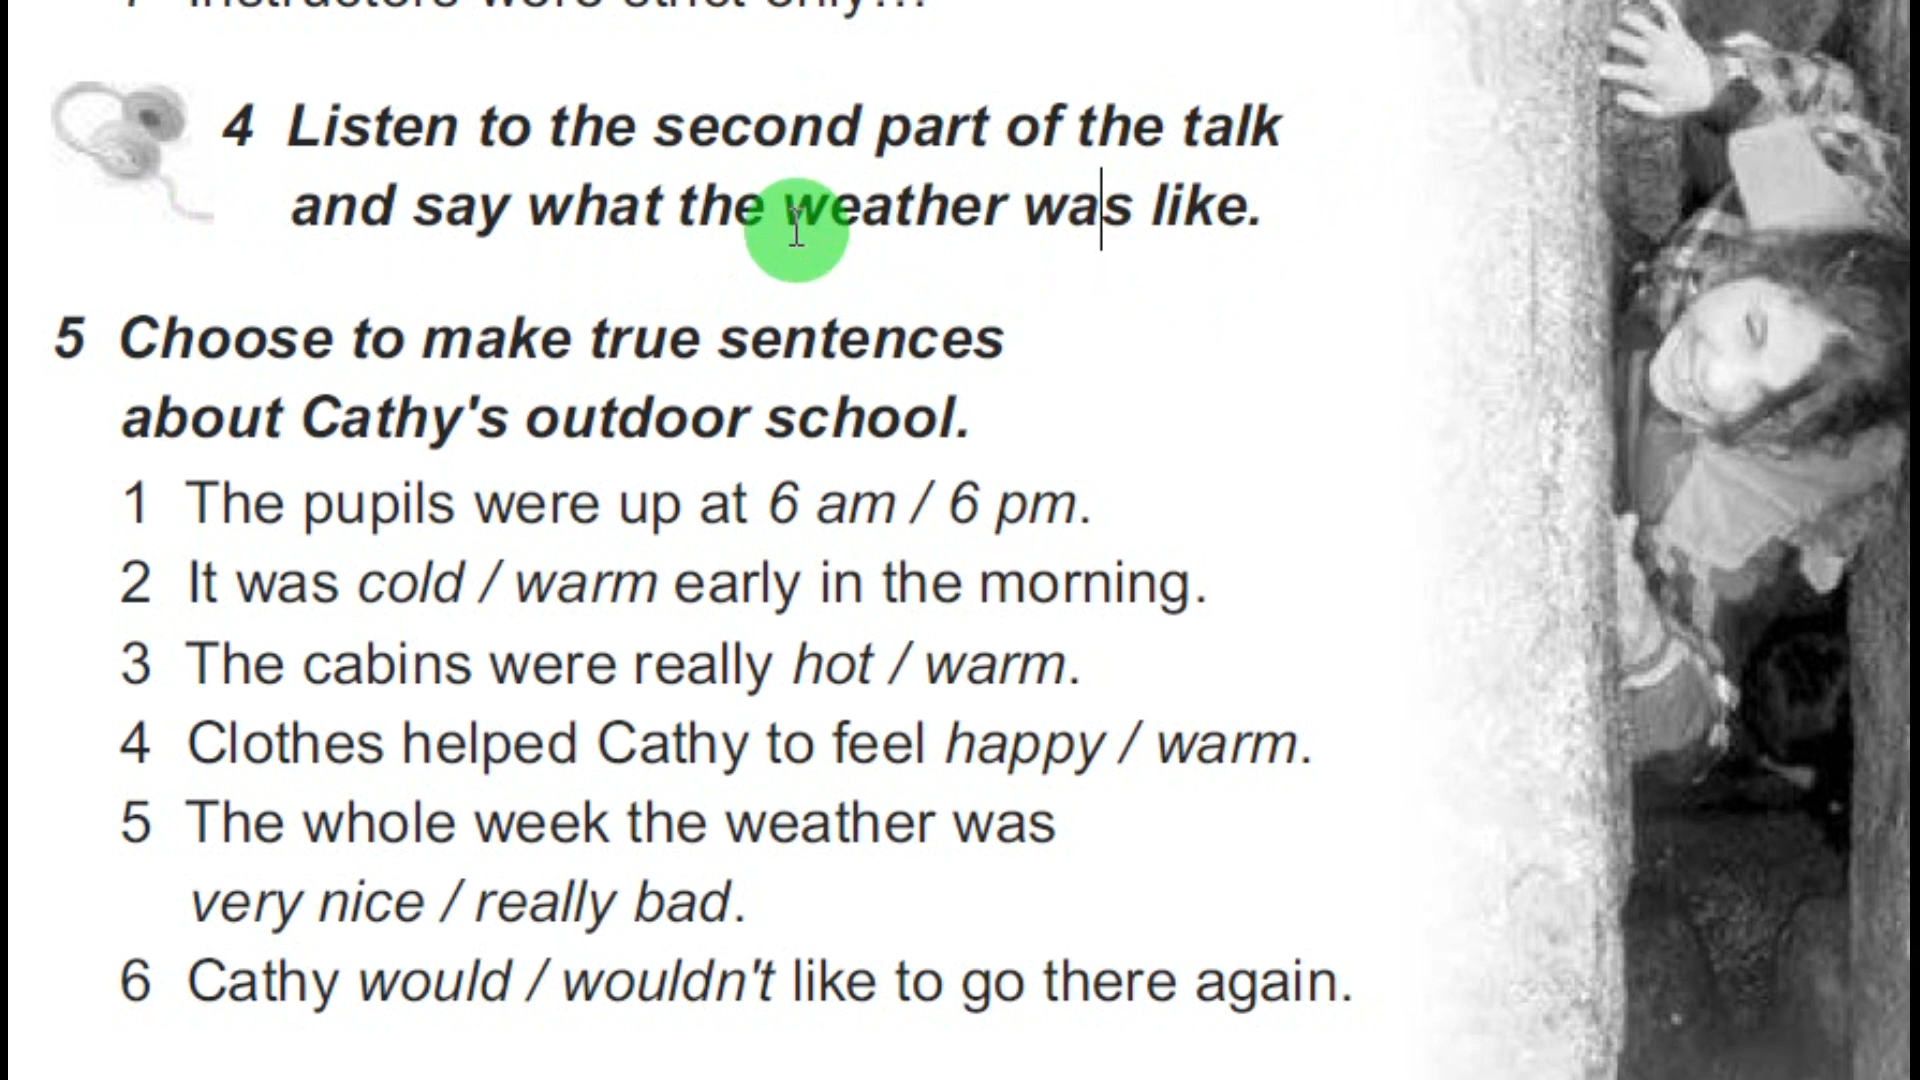 4 Listen to the second part of the talk
and say what the weather was like.
5 Choose to make true sentences
about Cathy's outdoor school.
1 The pupils were up at 6 am / 6 pm.
2 It was cold / warm early in the morning.
3 The cabins were really hot / warm.
4 Clothes helped Cathy to feel happy / warm.
5 The whole week the weather was
very nice / really bad.
6 Cathy would / wouldn't like to go there again.